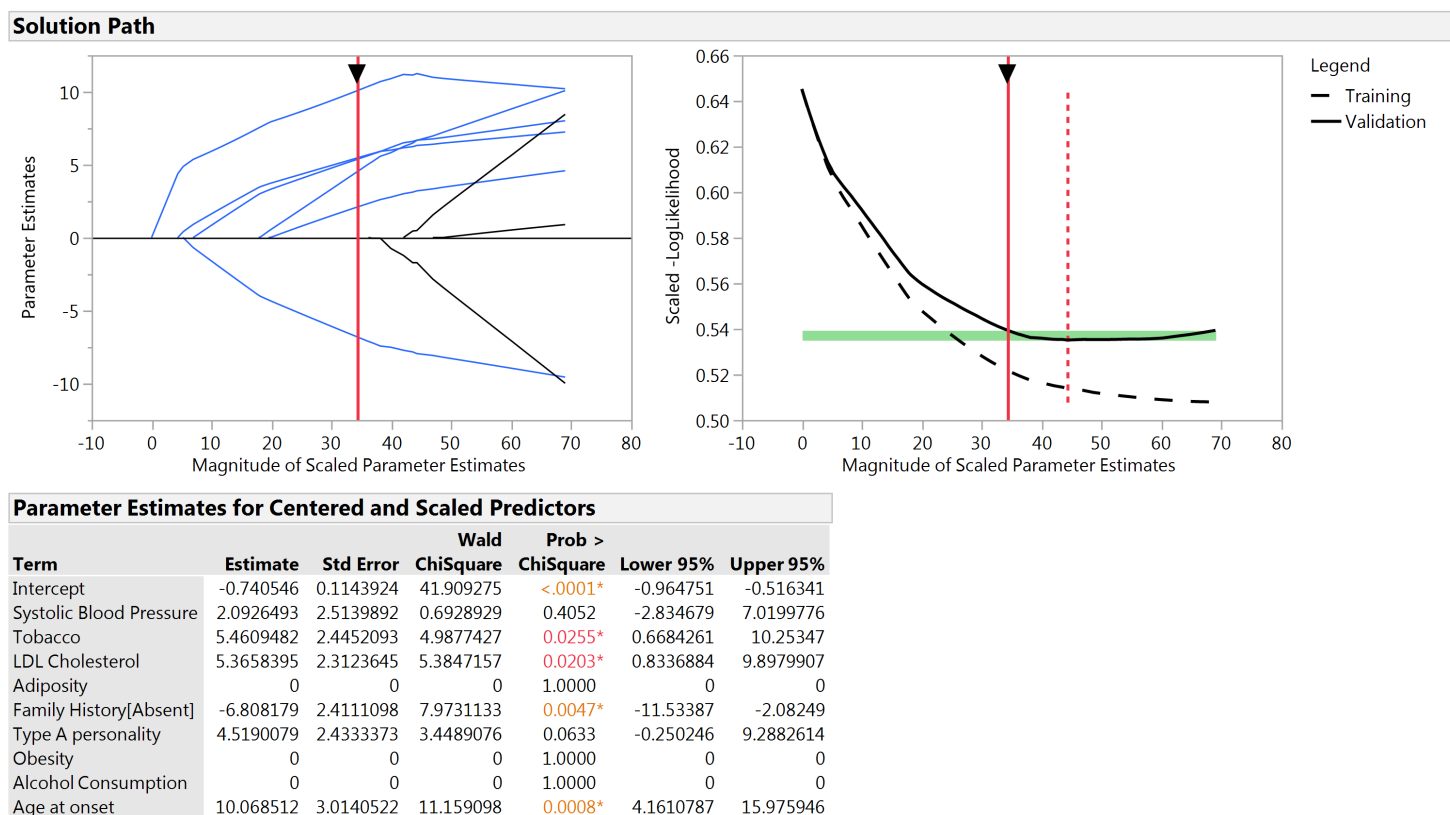 Solution Path
10
5
0
-5
-10
Parameter Estimates
-10 0 10 20 30 40 50 60 70 80
Magnitude of Scaled Parameter Estimates
0.66
0.64
0.62
0.60
0.58
0.56
0.54
0.52
0.50
Scaled -LogLikelihood
-10 0 10 20 30 40 50 60 70 80
Magnitude of Scaled Parameter Estimates
Legend
Training
Validation
Parameter Estimates for Centered and Scaled Predictors
Wald Prob >
Term Estimate Std Error ChiSquare ChiSquare Lower 95% Upper 95%
Intercept -0.740546 0.1143924 41.909275 <.0001* -0.964751 -0.516341
Systolic Blood Pressure 2.0926493 2.5139892 0.6928929 0.4052 -2.834679 7.0199776
Tobacco 5.4609482 2.4452093 4.9877427 0.0255* 0.6684261 10.25347
LDL Cholesterol 5.3658395 2.3123645 5.3847157 0.0203* 0.8336884 9.8979907
Adiposity 0 0 0 1.0000 0 0
Family History[Absent] -6.808179 2.4111098 7.9731133 0.0047* -11.53387 -2.08249
Type A personality 4.5190079 2.4333373 3.4489076 0.0633 -0.250246 9.2882614
Obesity 0 0 0 1.0000 0 0
Alcohol Consumption 0 0 0 1.0000 0 0
Age at onset 10.068512 3.0140522 11.159098 0.0008* 4.1610787 15.975946